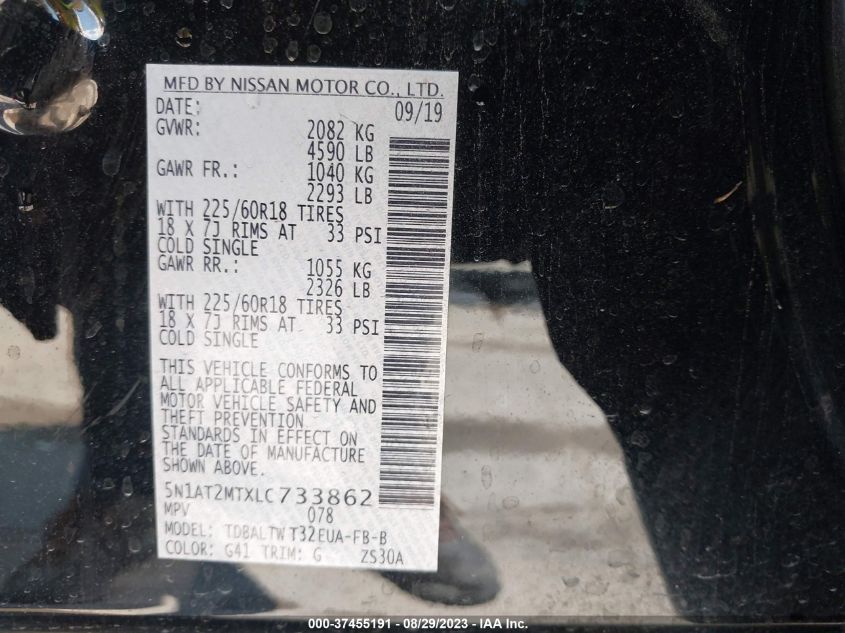 MFD BY NISSAN MOTOR CO., LTD.
DATE: 09/19
GVWR: 2082 KG
4590 LB
GAWR FR.: 1040 KG
2293 LB
WITH 225/60R18 TIRES
18 X 7J RIMS AT 33 PSI
COLD SINGLE
GAWR RR.: 1055 KG
2326 LB
WITH 225/60R18 TIRES
18 X 7J RIMS AT 33 PSI
COLD SINGLE
THIS VEHICLE CONFORMS TO
ALL APPLICABLE FEDERAL
MOTOR VEHICLE SAFETY AND
THEFT PREVENTION
STANDARDS IN EFFECT ON
THE DATE OF MANUFACTURE
SHOWN ABOVE.
5N1AT2MTXLC733862
MPV 078
MODEL: TDBALTW T32EUA-FB-B
COLOR: G41 TRIM: G ZS30A
000-37455191 - 08/29/2023 - IAA Inc.